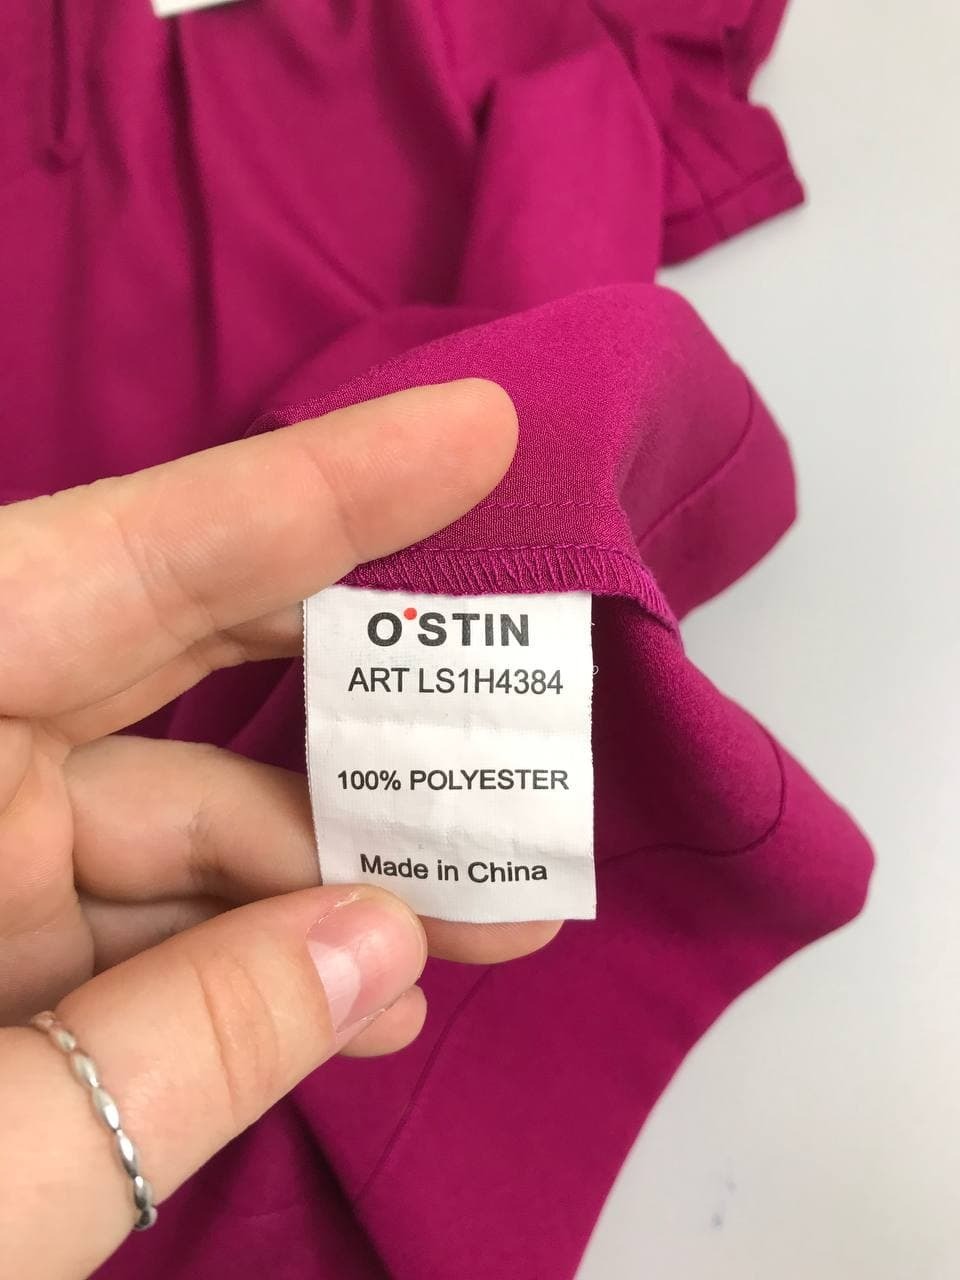 O'STIN
ART LS1H4384
100% POLYESTER
Made in China